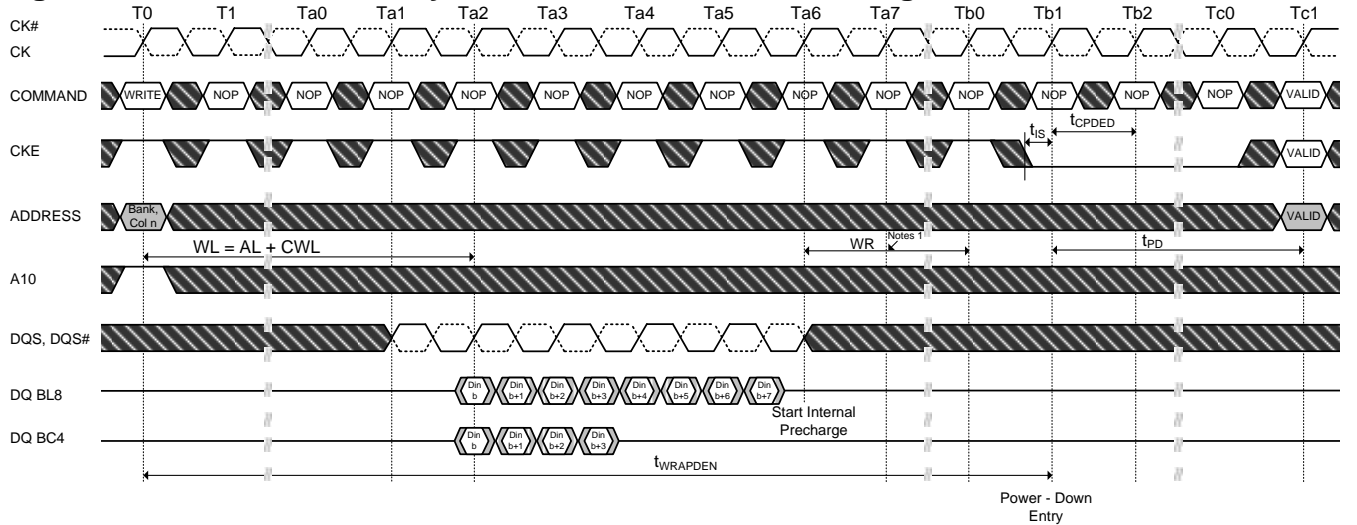 T0 T1 Ta0 Ta1 Ta2 Ta3 Ta4 Ta5 Ta6 Ta7 Tb0 Tb1 Tb2 Tc0 Tc1
CK#
CK
COMMAND WRITE NOP NOP NOP NOP NOP NOP NOP NOP NOP NOP NOP NOP NOP VALID
tIS tCPDED
CKE VALID
ADDRESS Bank, Col n VALID
WL = AL + CWL WR Notes 1 tPD
A10
DQS, DQS#
DQ BL8 Din b Din b+1 Din b+2 Din b+3 Din b+4 Din b+5 Din b+6 Din b+7
Start Internal
Precharge
DQ BC4 Din b Din b+1 Din b+2 Din b+3
tWRAPDEN
Power - Down
Entry